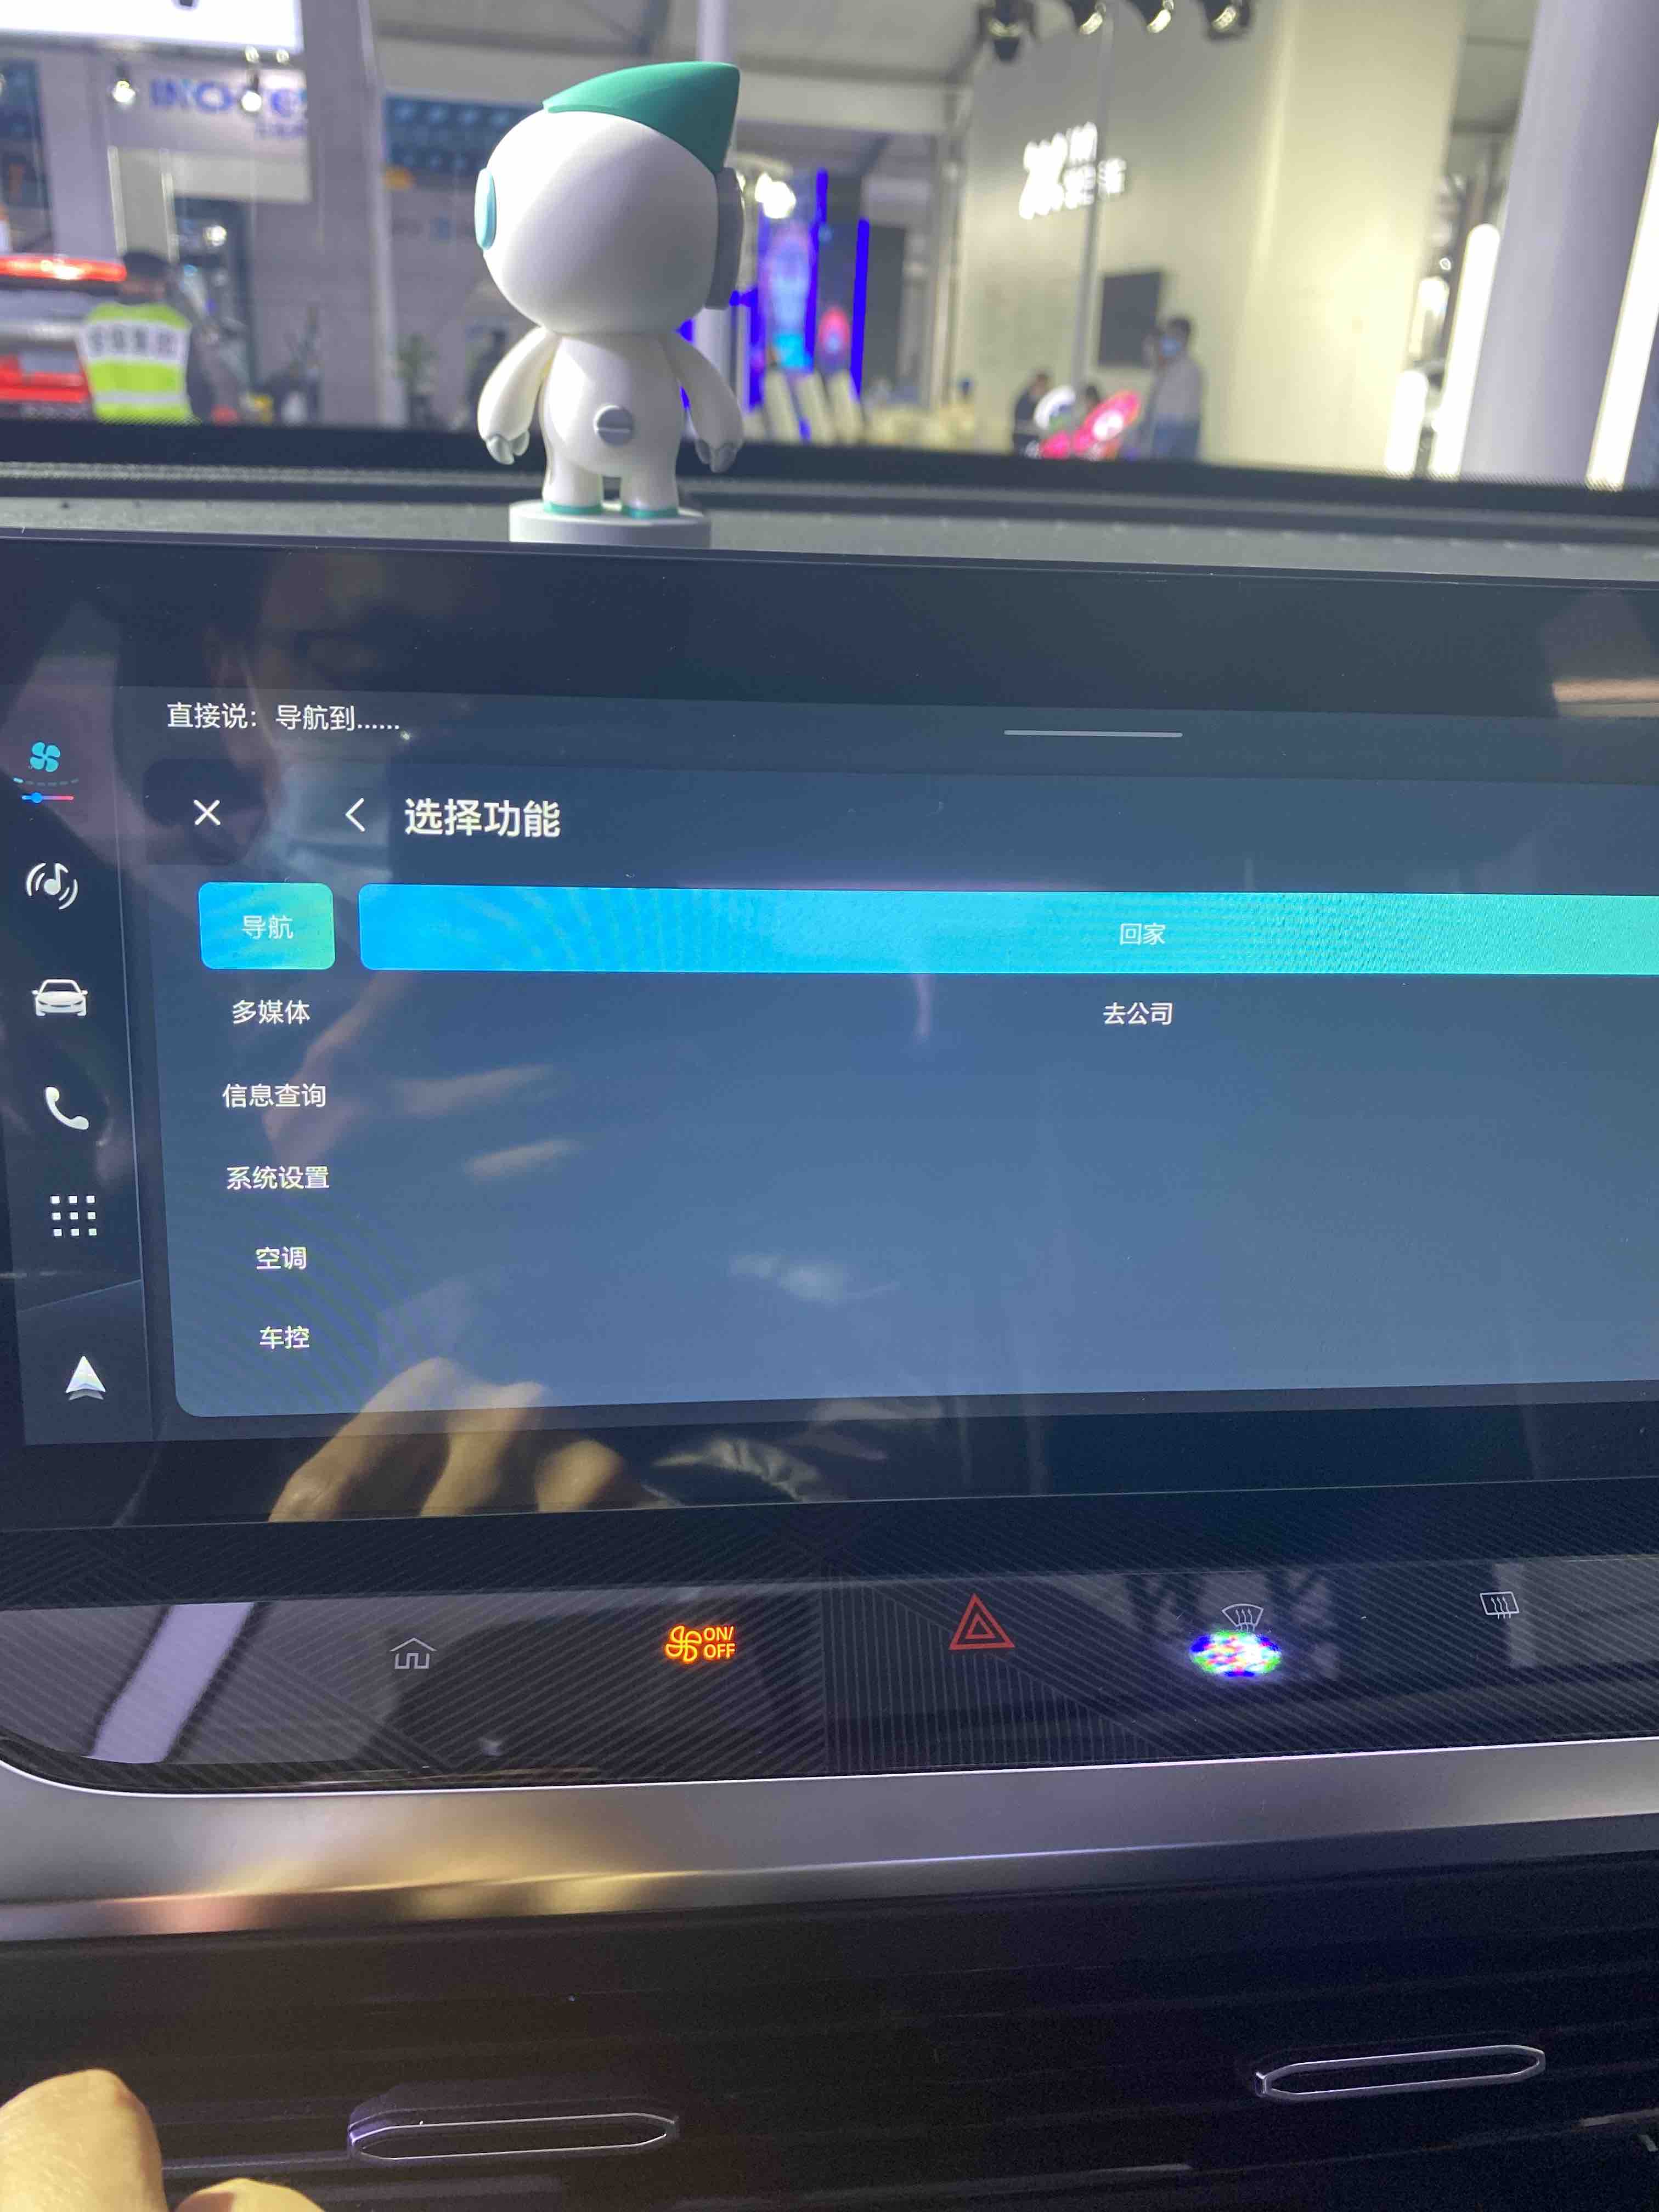 直接说：导航到......
选择功能
导航
回家
多媒体
去公司
信息查询
系统设置
空调
车控
ON/
OFF